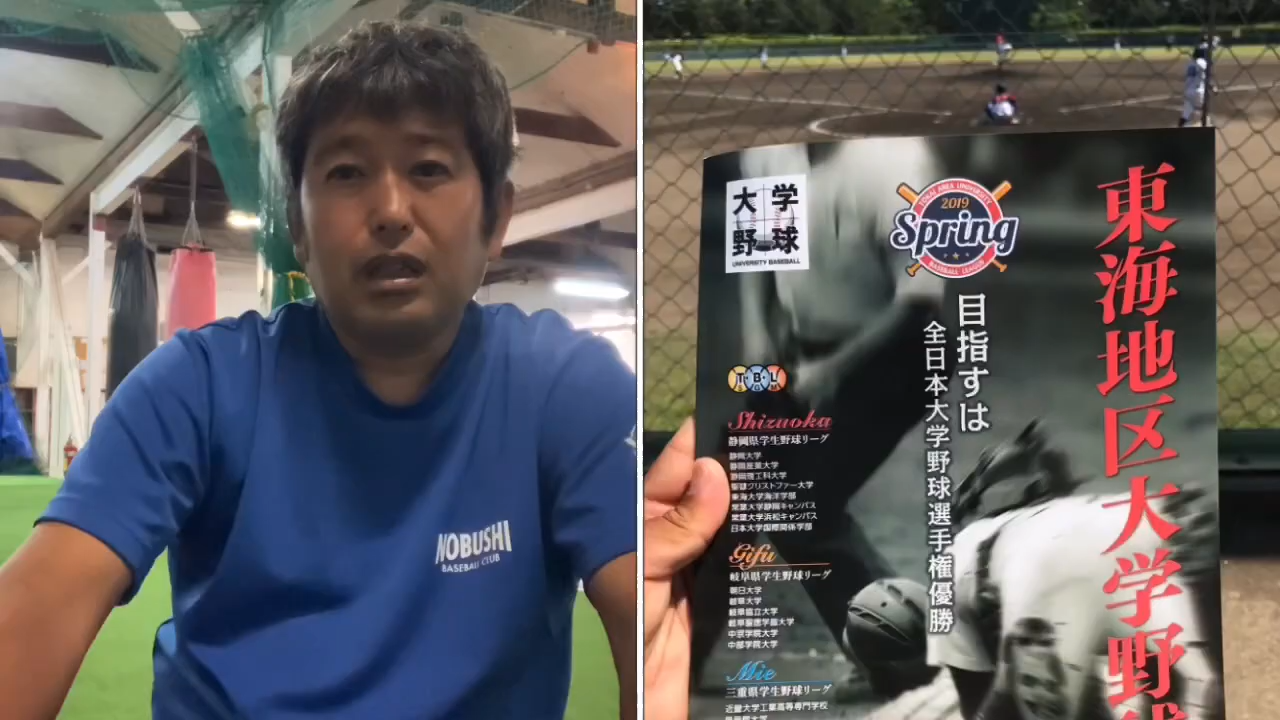 NOBUSHI
BASEBALL CLUB
大学
野球
UNIVERSITY BASEBALL
TOKAI AREA UNIVERSITY
2019
Spring
BASEBALL LEAGUE
東海地区大学野球
目指すは
全日本大学野球選手権優勝
T・B・L
S G M
Shizuoka
静岡県学生野球リーグ
静岡大学
静岡産業大学
静岡理工科大学
聖隷クリストファー大学
東海大学海洋学部
常葉大学静岡キャンパス
常葉大学浜松キャンパス
日本大学国際関係学部
Gifu
岐阜県学生野球リーグ
朝日大学
岐阜大学
岐阜協立大学
岐阜聖徳学園大学
中京学院大学
中部学院大学
Mie
三重県学生野球リーグ
近畿大学工業高等専門学校